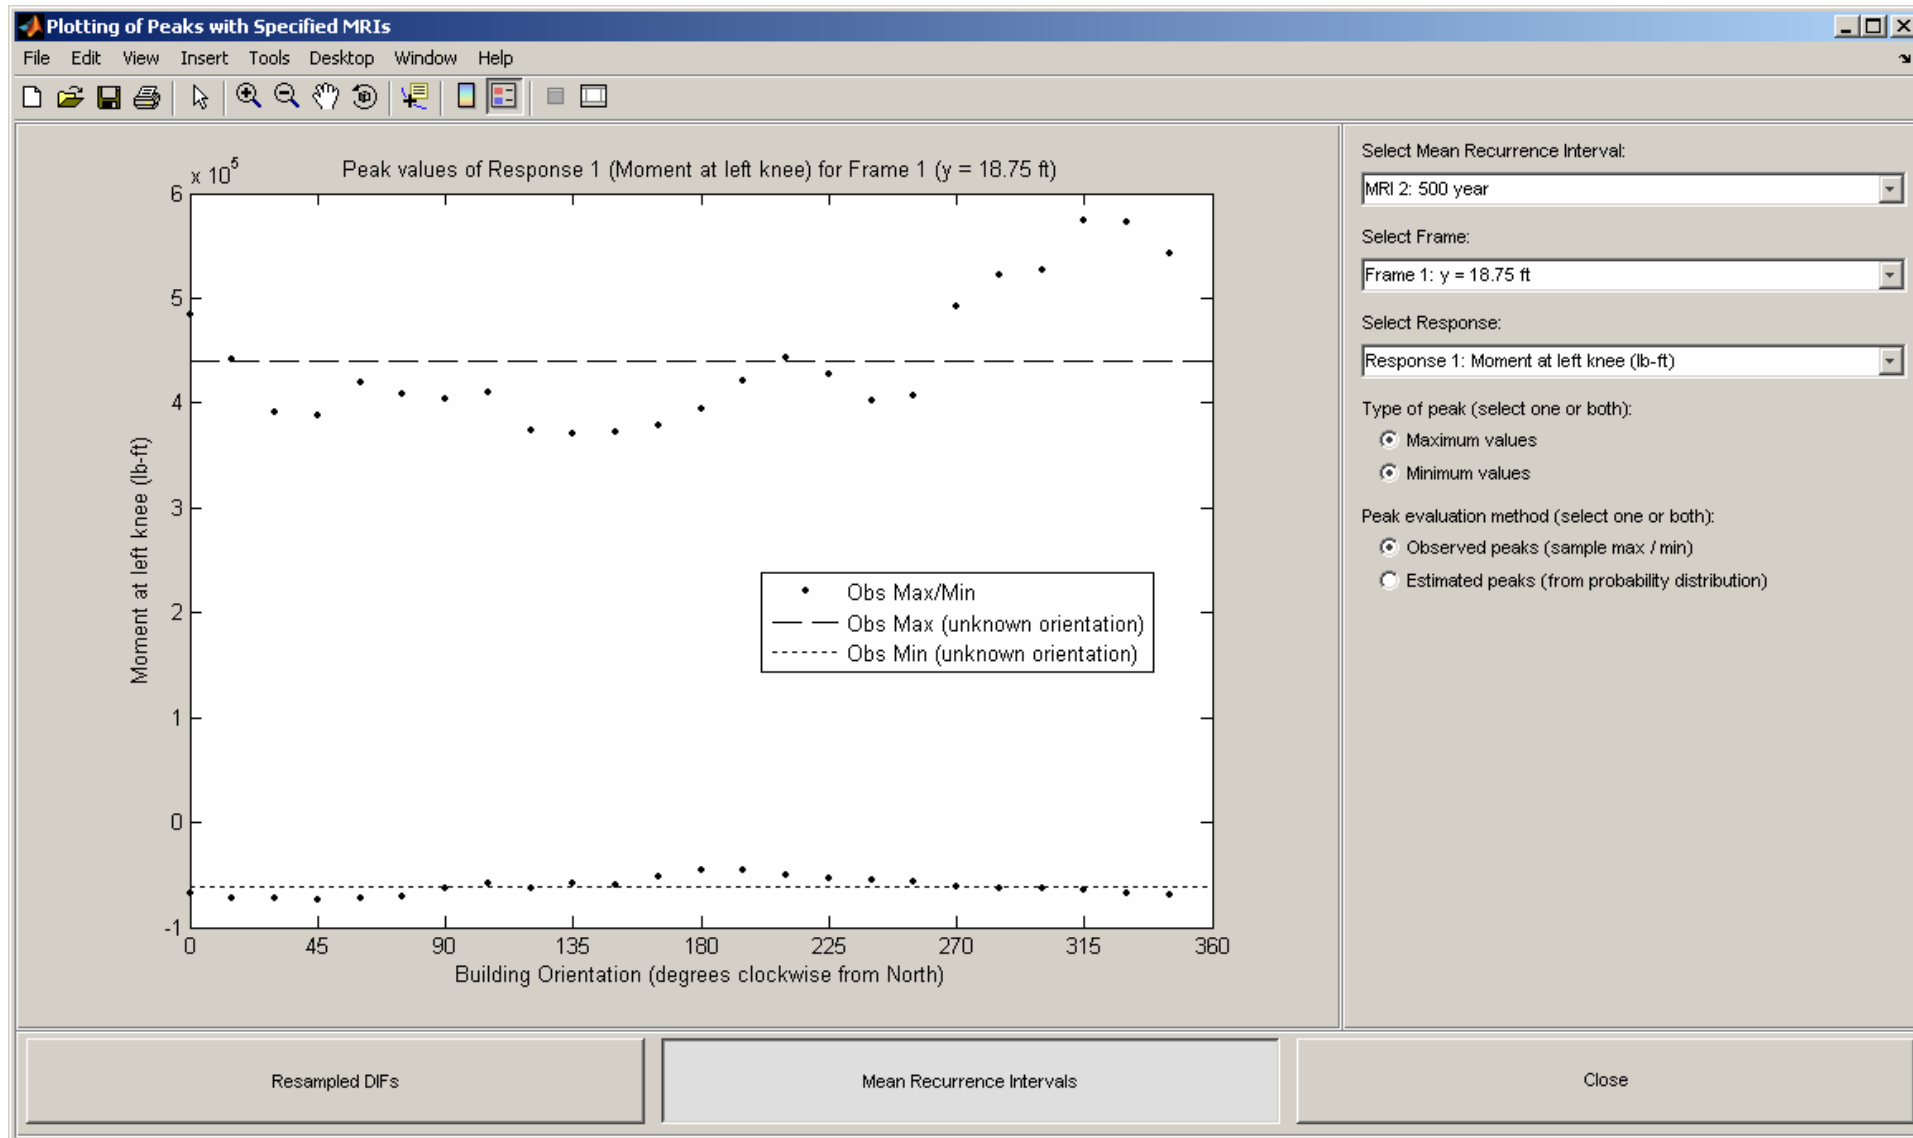 Plotting of Peaks with Specified MRIs
File Edit View Insert Tools Desktop Window Help
x 10^5
Peak values of Response 1 (Moment at left knee) for Frame 1 (y = 18.75 ft)
6
5
4
3
2
1
0
-1
Moment at left knee (lb-ft)
Obs Max/Min
Obs Max (unknown orientation)
Obs Min (unknown orientation)
0 45 90 135 180 225 270 315 360
Building Orientation (degrees clockwise from North)
Select Mean Recurrence Interval:
MRI 2: 500 year
Select Frame:
Frame 1: y = 18.75 ft
Select Response:
Response 1: Moment at left knee (lb-ft)
Type of peak (select one or both):
Maximum values
Minimum values
Peak evaluation method (select one or both):
Observed peaks (sample max / min)
Estimated peaks (from probability distribution)
Resampled DIFs
Mean Recurrence Intervals
Close